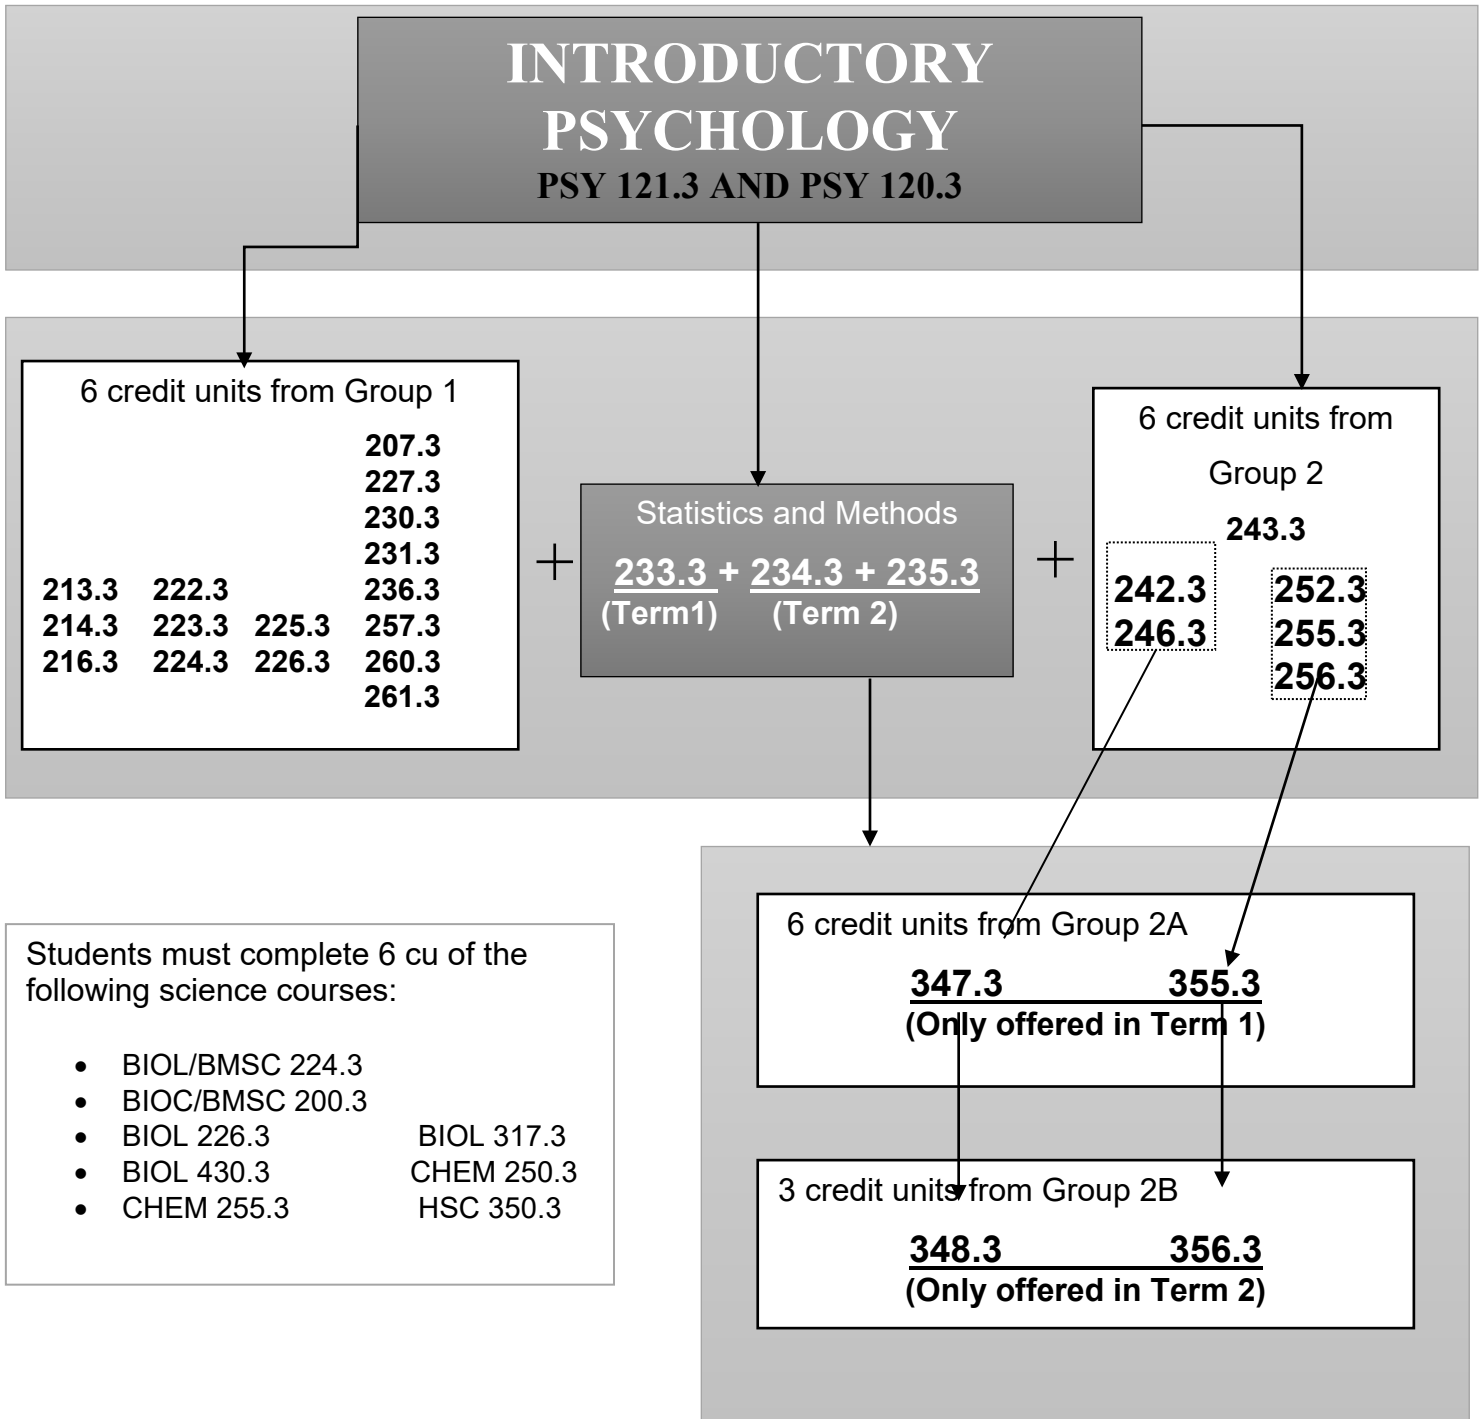 INTRODUCTORY
PSYCHOLOGY
PSY 121.3 AND PSY 120.3
6 credit units from Group 1
207.3
227.3
230.3
231.3
213.3 222.3 236.3
214.3 223.3 225.3 257.3
216.3 224.3 226.3 260.3
261.3
+
Statistics and Methods
233.3 + 234.3 + 235.3
(Term1) (Term 2)
+
6 credit units from
Group 2
243.3
242.3 252.3
246.3 255.3
256.3
6 credit units from Group 2A
347.3 355.3
(Only offered in Term 1)
3 credit units from Group 2B
348.3 356.3
(Only offered in Term 2)
Students must complete 6 cu of the
following science courses:
• BIOL/BMSC 224.3
• BIOC/BMSC 200.3
• BIOL 226.3 BIOL 317.3
• BIOL 430.3 CHEM 250.3
• CHEM 255.3 HSC 350.3